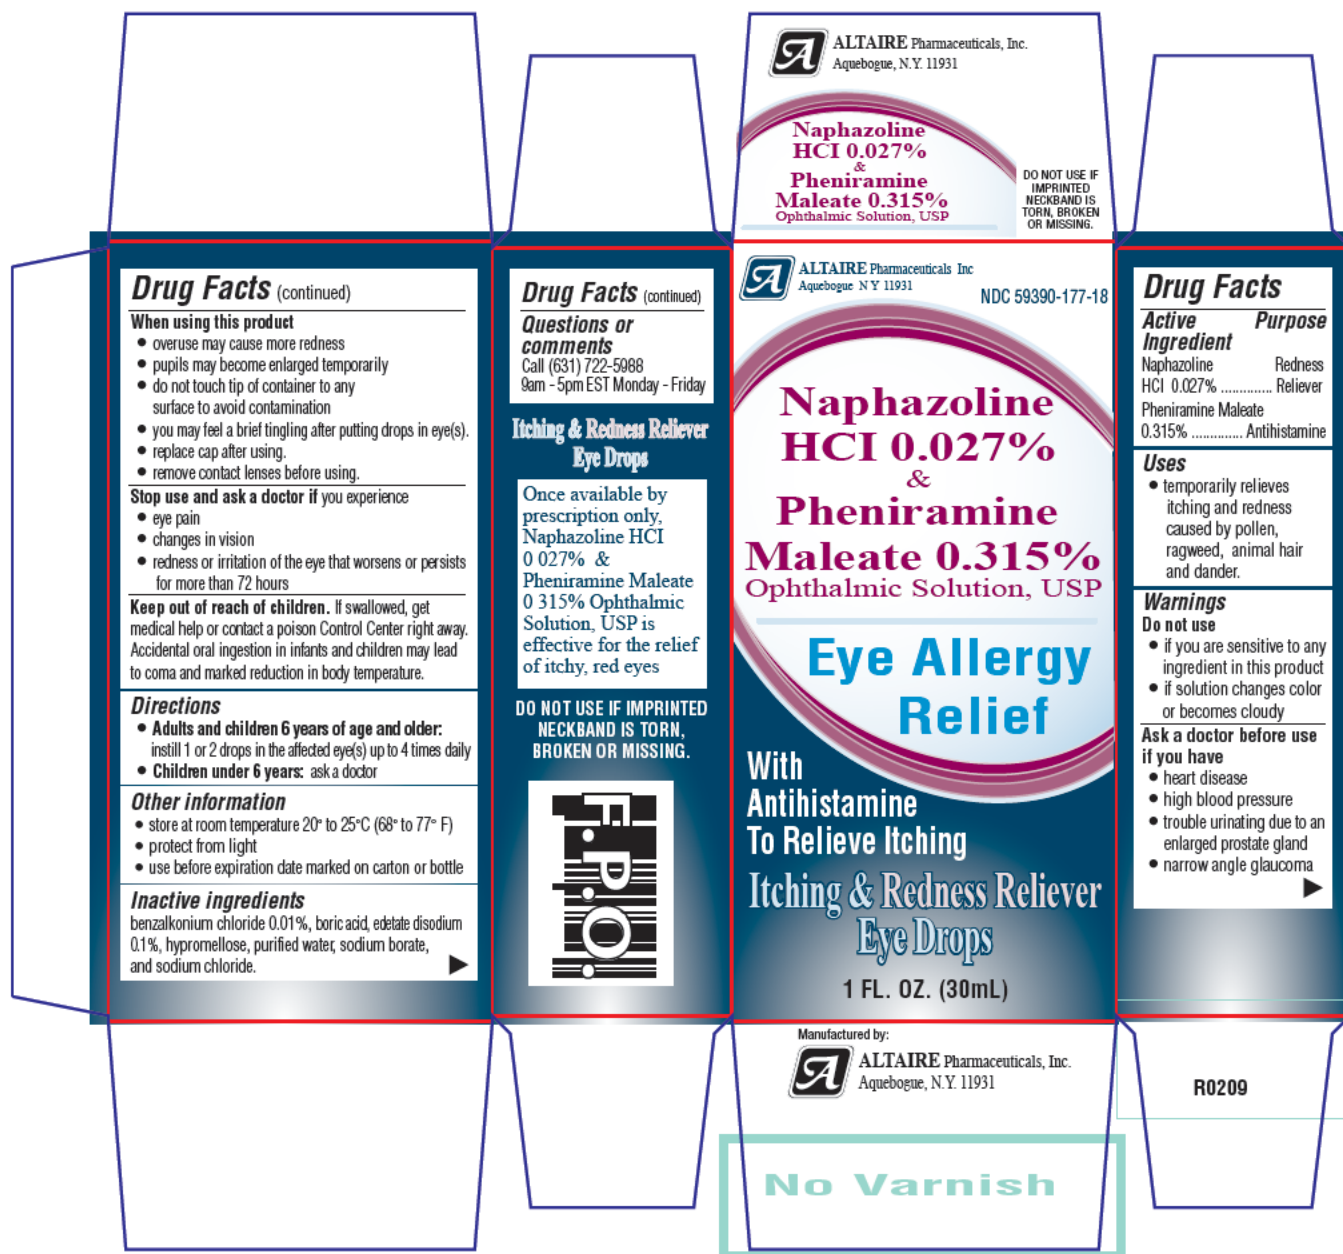 ALTAIRE Pharmaceuticals, Inc.
Aquebogue, N.Y. 11931
Naphazoline
HCI 0.027%
&
Pheniramine
Maleate 0.315%
Ophthalmic Solution, USP
DO NOT USE IF
IMPRINTED
NECKBAND IS
TORN, BROKEN
OR MISSING.
Drug Facts (continued)
When using this product
• overuse may cause more redness
• pupils may become enlarged temporarily
• do not touch tip of container to any
surface to avoid contamination
• you may feel a brief tingling after putting drops in eye(s).
• replace cap after using.
• remove contact lenses before using.
Stop use and ask a doctor if you experience
• eye pain
• changes in vision
• redness or irritation of the eye that worsens or persists
for more than 72 hours
Keep out of reach of children. If swallowed, get
medical help or contact a poison Control Center right away.
Accidental oral ingestion in infants and children may lead
to coma and marked reduction in body temperature.
Directions
• Adults and children 6 years of age and older:
instill 1 or 2 drops in the affected eye(s) up to 4 times daily
• Children under 6 years: ask a doctor
Other information
• store at room temperature 20° to 25°C (68° to 77° F)
• protect from light
• use before expiration date marked on carton or bottle
Inactive ingredients
benzalkonium chloride 0.01%, boric acid, edetate disodium
0.1%, hypromellose, purified water, sodium borate,
and sodium chloride.
Drug Facts (continued)
Questions or
comments
Call (631) 722-5988
9am - 5pm EST Monday - Friday
Itching & Redness Reliever
Eye Drops
Once available by
prescription only,
Naphazoline HCI
0 027% &
Pheniramine Maleate
0 315% Ophthalmic
Solution, USP is
effective for the relief
of itchy, red eyes
DO NOT USE IF IMPRINTED
NECKBAND IS TORN,
BROKEN OR MISSING.
F.P.O.
ALTAIRE Pharmaceuticals Inc
Aquebogue N Y 11931
NDC 59390-177-18
Naphazoline
HCI 0.027%
&
Pheniramine
Maleate 0.315%
Ophthalmic Solution, USP
Eye Allergy
Relief
With
Antihistamine
To Relieve Itching
Itching & Redness Reliever
Eye Drops
1 FL. OZ. (30mL)
Manufactured by:
ALTAIRE Pharmaceuticals, Inc.
Aquebogue, N.Y. 11931
No Varnish
Drug Facts
Active Purpose
Ingredient
Naphazoline Redness
HCI 0.027% .............. Reliever
Pheniramine Maleate
0.315% .............. Antihistamine
Uses
• temporarily relieves
itching and redness
caused by pollen,
ragweed, animal hair
and dander.
Warnings
Do not use
• if you are sensitive to any
ingredient in this product
• if solution changes color
or becomes cloudy
Ask a doctor before use
if you have
• heart disease
• high blood pressure
• trouble urinating due to an
enlarged prostate gland
• narrow angle glaucoma
R0209